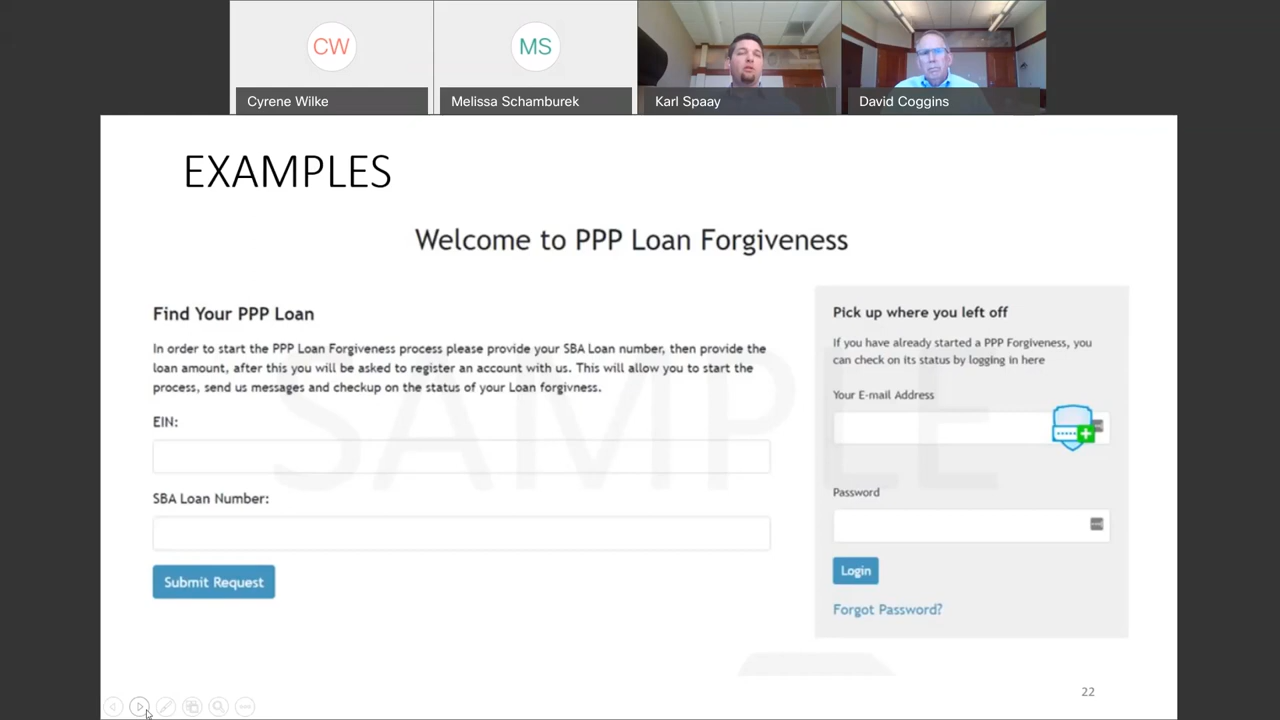 CW
MS
Cyrene Wilke
Melissa Schamburek
Karl Spaay
David Coggins
EXAMPLES
Welcome to PPP Loan Forgiveness
Find Your PPP Loan
In order to start the PPP Loan Forgiveness process please provide your SBA Loan number, then provide the
loan amount, after this you will be asked to register an account with us. This will allow you to start the
process, send us messages and checkup on the status of your Loan forgivness.
EIN:
SBA Loan Number:
Submit Request
Pick up where you left off
If you have already started a PPP Forgiveness, you
can check on its status by logging in here
Your E-mail Address
Password
Login
Forgot Password?
SAMPLE
22